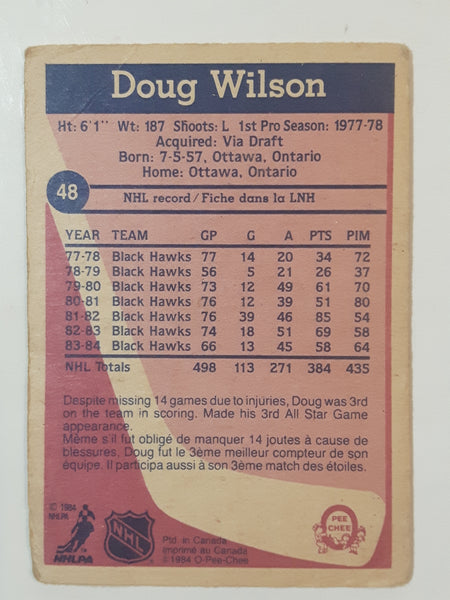 Doug Wilson
Ht: 6'1" Wt: 187 Shoots: L 1st Pro Season: 1977-78
Acquired: Via Draft
Born: 7-5-57, Ottawa, Ontario
Home: Ottawa, Ontario
48
NHL record/Fiche dans la LNH
YEAR TEAM GP G A PTS PIM
77-78 Black Hawks 77 14 20 34 72
78-79 Black Hawks 56 5 21 26 37
79-80 Black Hawks 73 12 49 61 70
80-81 Black Hawks 76 12 39 51 80
81-82 Black Hawks 76 39 46 85 54
82-83 Black Hawks 74 18 51 69 58
83-84 Black Hawks 66 13 45 58 64
NHL Totals 498 113 271 384 435
Despite missing 14 games due to injuries, Doug was 3rd
on the team in scoring. Made his 3rd All Star Game
appearance.
Même s'il fut obligé de manquer 14 joutes à cause de
blessures, Doug fut le 3ème meilleur compteur de son
équipe. Il participa aussi à son 3ème match des étoiles.
© 1984
NHLPA
NHLPA
NHL
Ptd. in Canada
Imprimé au Canada
© 1984 O-Pee-Chee
O
PEE
CHEE